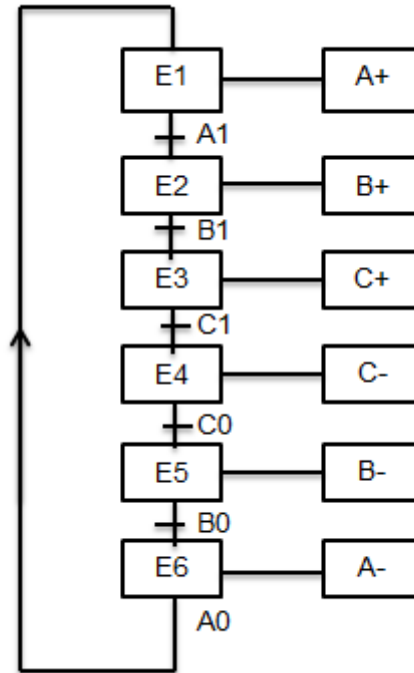 E1 A+
A1
E2 B+
B1
E3 C+
C1
E4 C-
C0
E5 B-
B0
E6 A-
A0